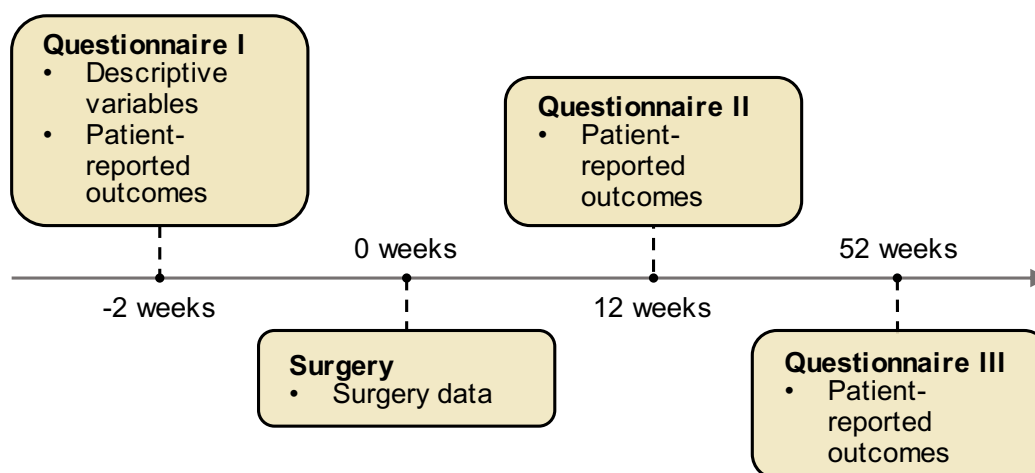 Questionnaire I
• Descriptive
variables
• Patient-
reported
outcomes
Questionnaire II
• Patient-
reported
outcomes
0 weeks
52 weeks
-2 weeks
12 weeks
Surgery
• Surgery data
Questionnaire III
• Patient-
reported
outcomes